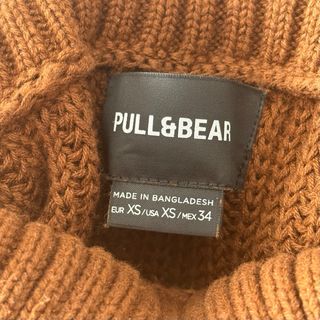 PULL&BEAR
MADE IN BANGLADESH
EUR XS/USA XS/MEX 34